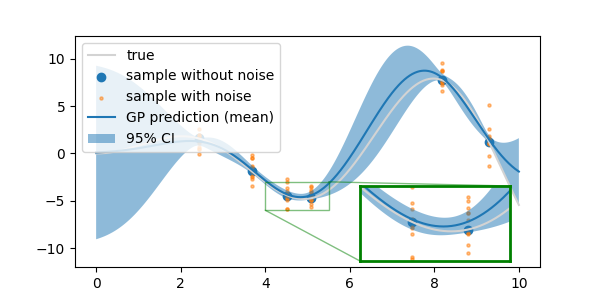 true
sample without noise
sample with noise
GP prediction (mean)
95% CI
10
5
0
−5
−10
0
2
4
6
8
10